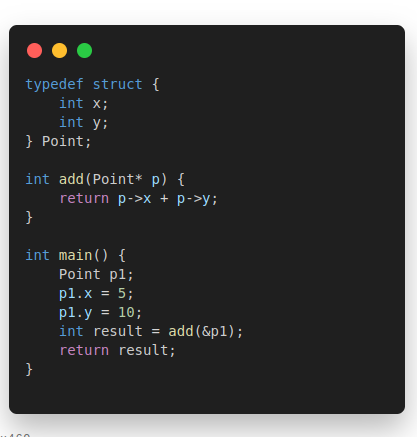 typedef struct {
    int x;
    int y;
} Point;

int add(Point* p) {
    return p->x + p->y;
}

int main() {
    Point p1;
    p1.x = 5;
    p1.y = 10;
    int result = add(&p1);
    return result;
}